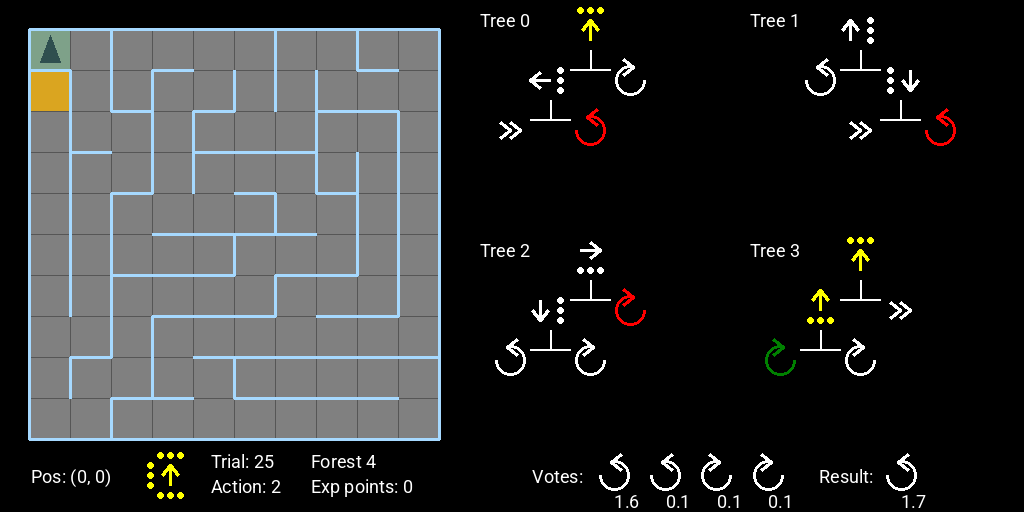 Tree 0
Tree 1
Tree 2
Tree 3
Pos: (0, 0)
Trial: 25
Forest 4
Action: 2
Exp points: 0
Votes:
1.6
0.1
0.1
0.1
Result:
1.7